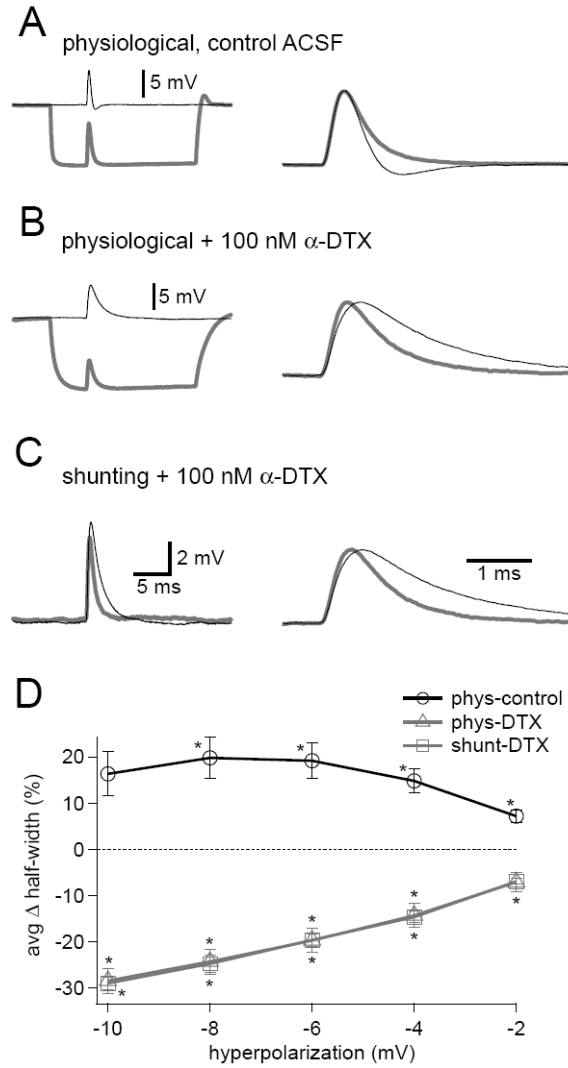 A
physiological, control ACSF
5 mV
B
physiological + 100 nM α-DTX
5 mV
C
shunting + 100 nM α-DTX
2 mV
5 ms
1 ms
D
phys-control
phys-DTX
shunt-DTX
avg Δ half-width (%)
20
10
0
-10
-20
-30
* * * *
* * * * *
* * * * *
-10 -8 -6 -4 -2
hyperpolarization (mV)